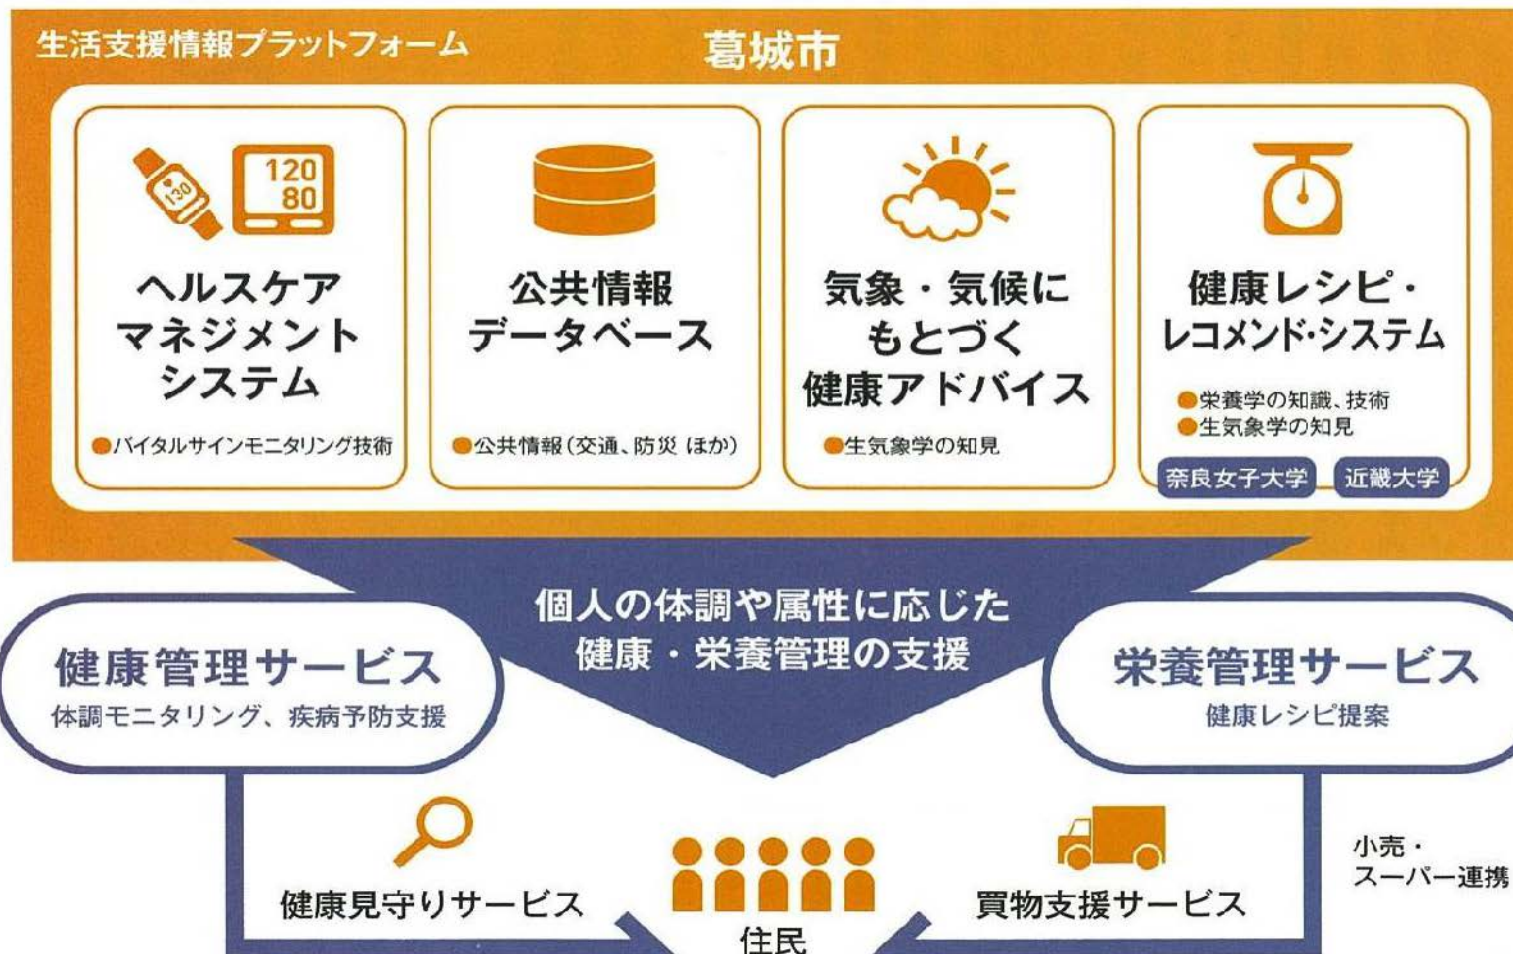 生活支援情報プラットフォーム
葛城市
130
120
80
ヘルスケア
マネジメント
システム
●バイタルサインモニタリング技術
公共情報
データベース
●公共情報(交通、防災 ほか)
気象・気候に
もとづく
健康アドバイス
●生気象学の知見
健康レシピ・
レコメンド・システム
●栄養学の知識、技術
●生気象学の知見
奈良女子大学
近畿大学
個人の体調や属性に応じた
健康・栄養管理の支援
健康管理サービス
体調モニタリング、疾病予防支援
栄養管理サービス
健康レシピ提案
健康見守りサービス
住民
買物支援サービス
小売・
スーパー連携